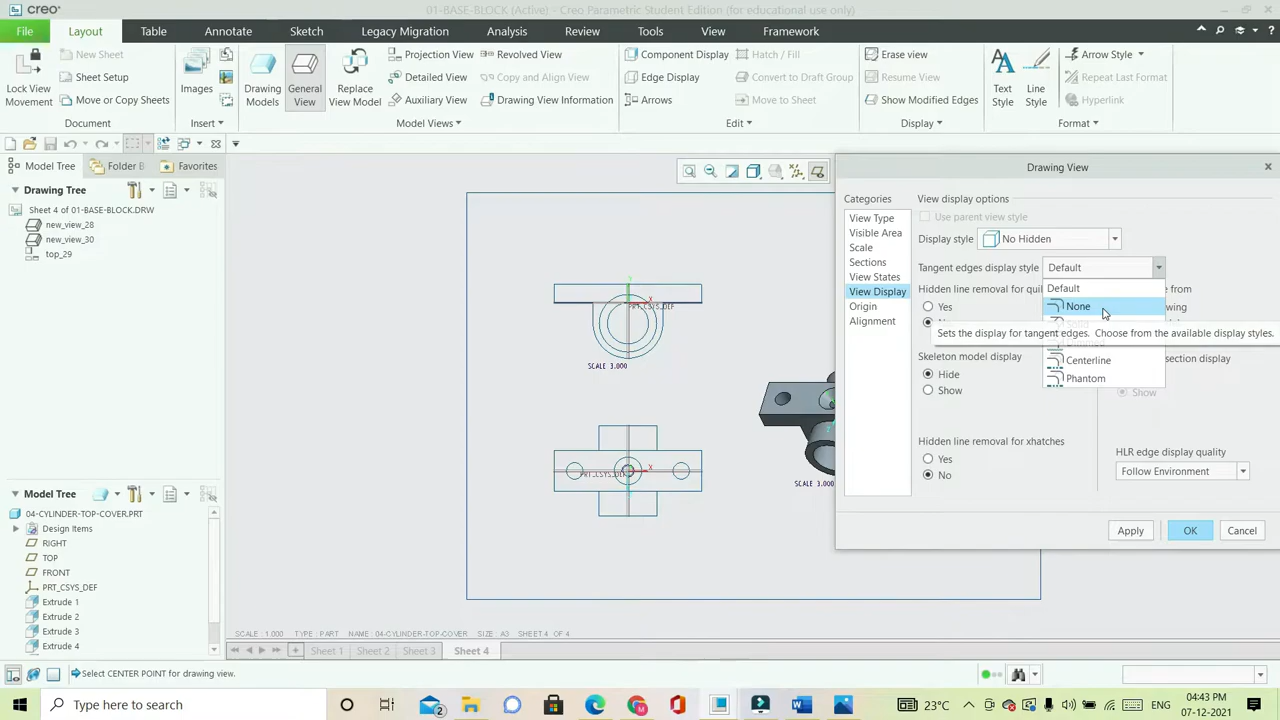 creo
01-BASE-BLOCK (Active) - Creo Parametric Student Edition (for educational use only)
File Layout Table Sketch Annotate Legacy Migration Analysis Review Tools View Framework
Lock View Movement
New Sheet
Sheet Setup
Move or Copy Sheets
Document
Images
Insert
Drawing Models
General View
Replace View Model
Projection View
Detailed View
Auxiliary View
Revolved View
Copy and Align View
Drawing View Information
Model Views
Component Display
Edge Display
Arrows
Hatch / Fill
Convert to Draft Group
Move to Sheet
Edit
Erase view
Resume View
Show Modified Edges
Display
Text Style
Line Style
Arrow Style
Repeat Last Format
Hyperlink
Format
Model Tree
Folder B
Favorites
Drawing Tree
Sheet 4 of 01-BASE-BLOCK.DRW
new_view_28
new_view_30
top_29
Model Tree
04-CYLINDER-TOP-COVER.PRT
Design Items
RIGHT
TOP
FRONT
PRT_CSYS_DEF
Extrude 1
Extrude 2
Extrude 3
Extrude 4
Y
X
PRT_CSYS_DEF
SCALE 3.000
X
PRT_CSYS_DEF
SCALE 3.000
Drawing View
Categories
View Type
Visible Area
Scale
Sections
View States
View Display
Origin
Alignment
View display options
Use parent view style
Display style No Hidden
Tangent edges display style Default
Default
None
Centerline
Phantom
Hidden line removal for quil
Yes
Sets the display for tangent edges. Choose from the available display styles.
Skeleton model display
Hide
Show
Show
Hidden line removal for xhatches
Yes
No
HLR edge display quality
Follow Environment
Apply OK Cancel
SCALE : 1.000 TYPE : PART NAME : 04-CYLINDER-TOP-COVER SIZE : A3 SHEET 4 OF 4
Sheet 1 Sheet 2 Sheet 3 Sheet 4
Select CENTER POINT for drawing view.
Type here to search
2
23°C
ENG
04:43 PM
07-12-2021